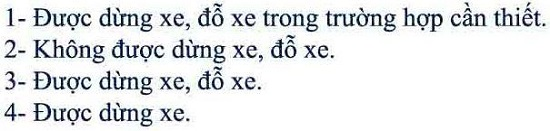 1- Được dừng xe, đỗ xe trong trường hợp cần thiết.
2- Không được dừng xe, đỗ xe.
3- Được dừng xe, đỗ xe.
4- Được dừng xe.